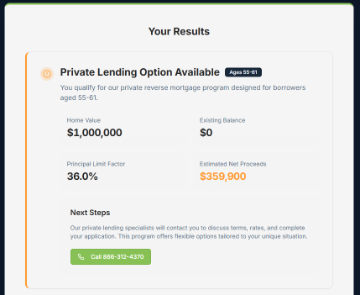 Your Results
Private Lending Option Available Ages 55-61
You qualify for our private reverse mortgage program designed for borrowers
aged 55-61.
Home Value Existing Balance
$1,000,000 $0
Principal Limit Factor Estimated Net Proceeds
36.0% $359,900
Next Steps
Our private lending specialists will contact you to discuss terms, rates, and complete
your application. This program offers flexible options tailored to your unique situation.
Call 866-312-4370